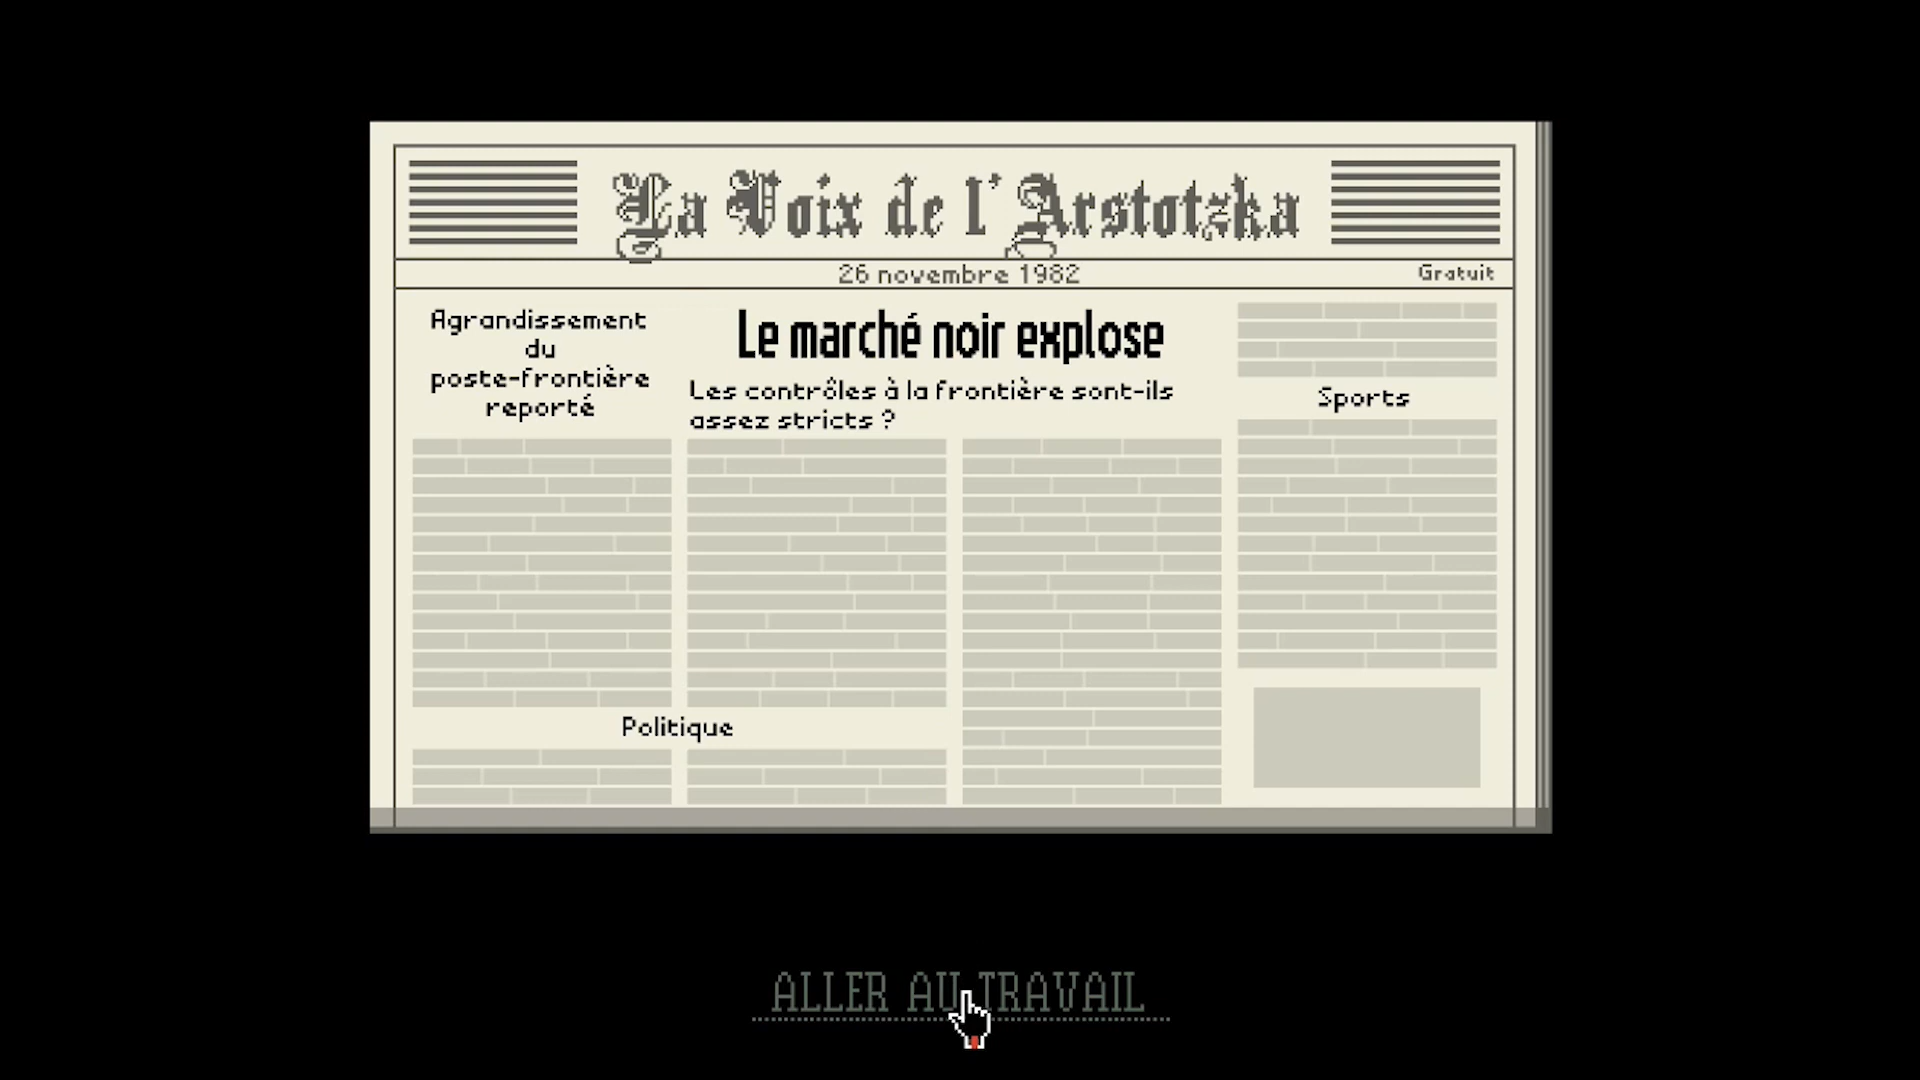 La Voix de l'Arstotzka
26 novembre 1982
Gratuit
Agrandissement
du
poste-frontière
reporté
Le marché noir explose
Les contrôles à la frontière sont-ils
assez stricts ?
Sports
Politique
ALLER AU TRAVAIL